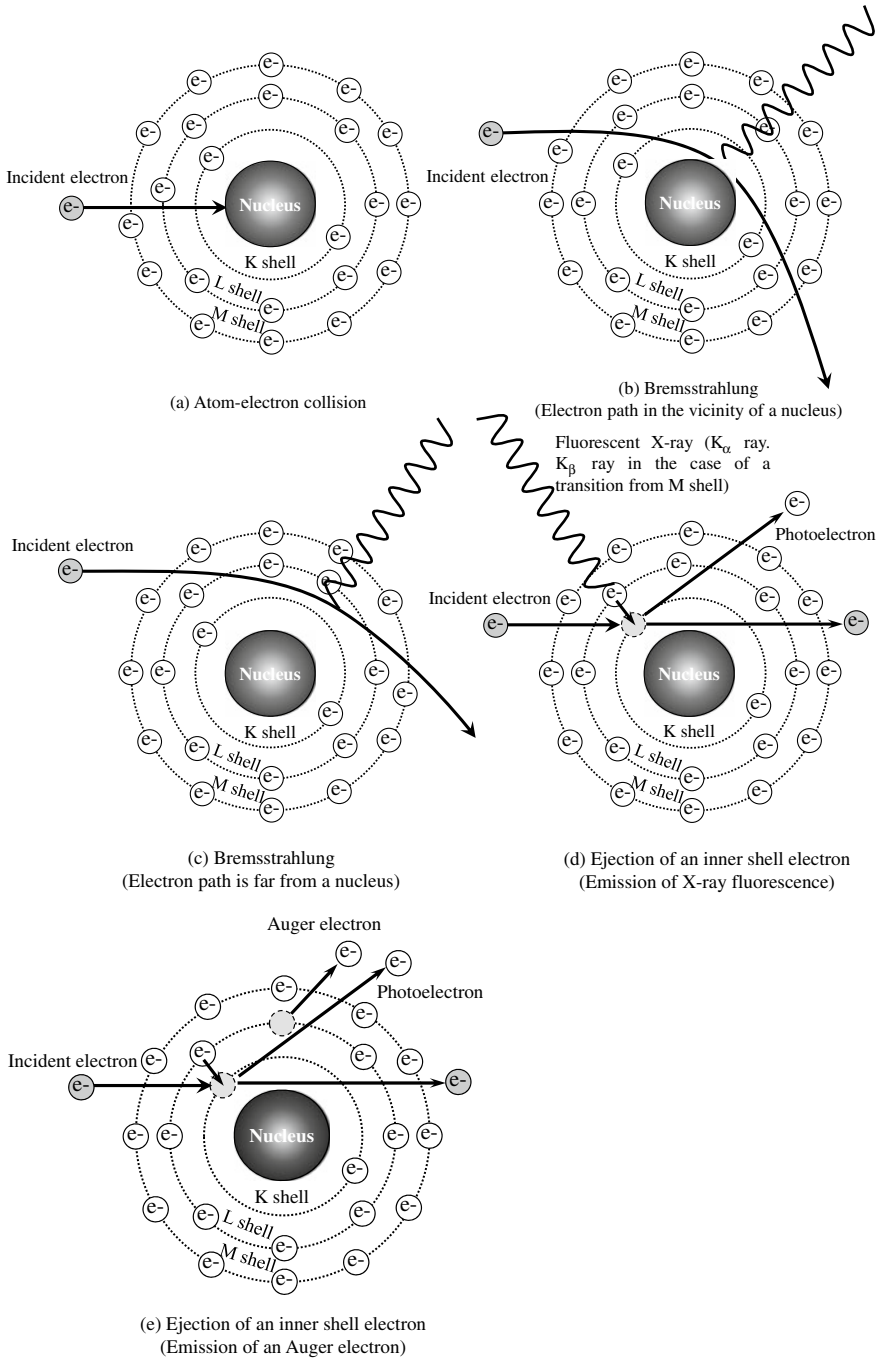 e-
e-
e-
e-
e-
e-
e-
e-
e-
Incident electron
e-
e-
e-
Nucleus
e-
e-
e-
e-
K shell
e-
e-
e-
L shell
e-
e-
M shell
e-
e-
e-
(a) Atom-electron collision
e-
e-
e-
e-
e-
e-
e-
e-
e-
e-
Incident electron
e-
e-
Nucleus
e-
e-
e-
K shell
e-
e-
e-
e-
L shell
e-
M shell
e-
e-
e-
(b) Bremsstrahlung
(Electron path in the vicinity of a nucleus)
e-
e-
e-
Incident electron
e-
e-
e-
e-
e-
e-
e-
e-
e-
Nucleus
e-
e-
e-
K shell
e-
e-
e-
e-
L shell
e-
M shell
e-
e-
e-
(c) Bremsstrahlung
(Electron path is far from a nucleus)
Fluorescent X-ray (Kα ray.
Kβ ray in the case of a
transition from M shell)
e-
Photoelectron
e-
e-
e-
e-
e-
e-
e-
e-
Incident electron
e-
e-
e-
e-
Nucleus
e-
e-
e-
K shell
e-
e-
e-
e-
L shell
e-
M shell
e-
e-
e-
(d) Ejection of an inner shell electron
(Emission of X-ray fluorescence)
Auger electron
e-
e-
Photoelectron
e-
e-
e-
e-
e-
e-
e-
Incident electron
e-
e-
e-
e-
Nucleus
e-
e-
e-
K shell
e-
e-
e-
e-
L shell
e-
M shell
e-
e-
e-
(e) Ejection of an inner shell electron
(Emission of an Auger electron)